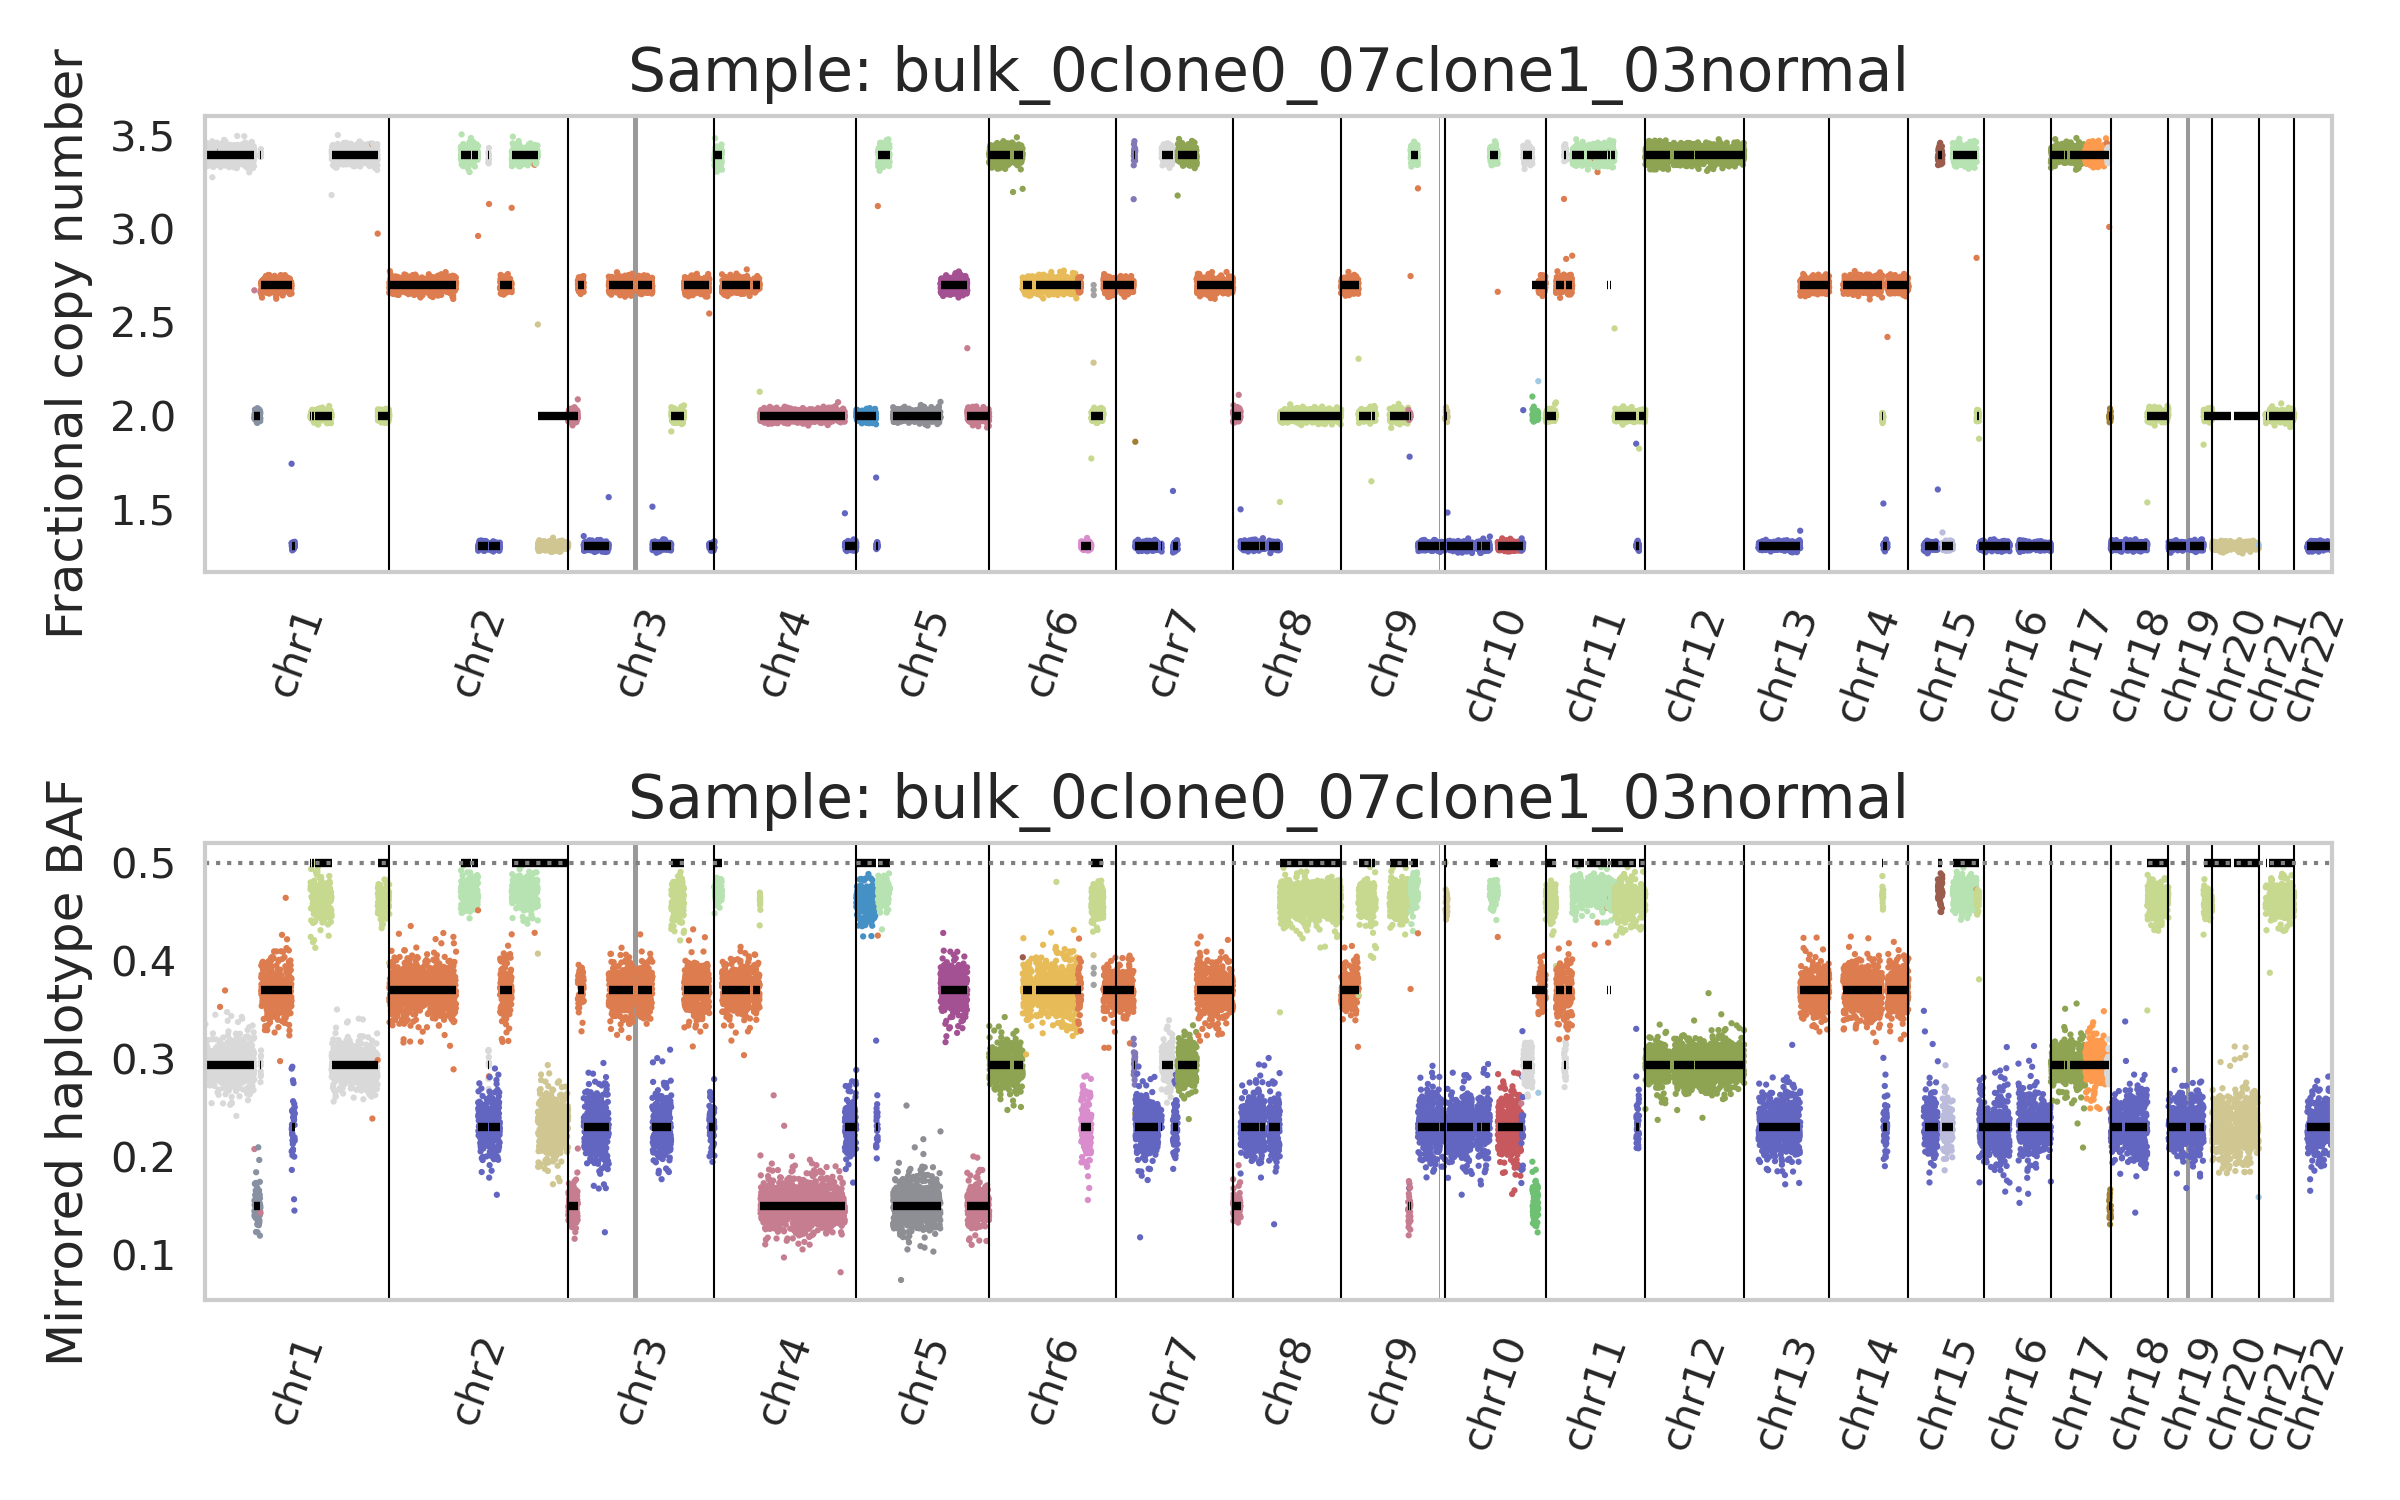 Sample: bulk_0clone0_07clone1_03normal
Fractional copy number
3.5
3.0
2.5
2.0
1.5
chr1 chr2 chr3 chr4 chr5 chr6 chr7 chr8 chr9 chr10 chr11 chr12 chr13 chr14 chr15 chr16 chr17 chr18 chr19 chr20 chr21 chr22
Sample: bulk_0clone0_07clone1_03normal
Mirrored haplotype BAF
0.5
0.4
0.3
0.2
0.1
chr1 chr2 chr3 chr4 chr5 chr6 chr7 chr8 chr9 chr10 chr11 chr12 chr13 chr14 chr15 chr16 chr17 chr18 chr19 chr20 chr21 chr22